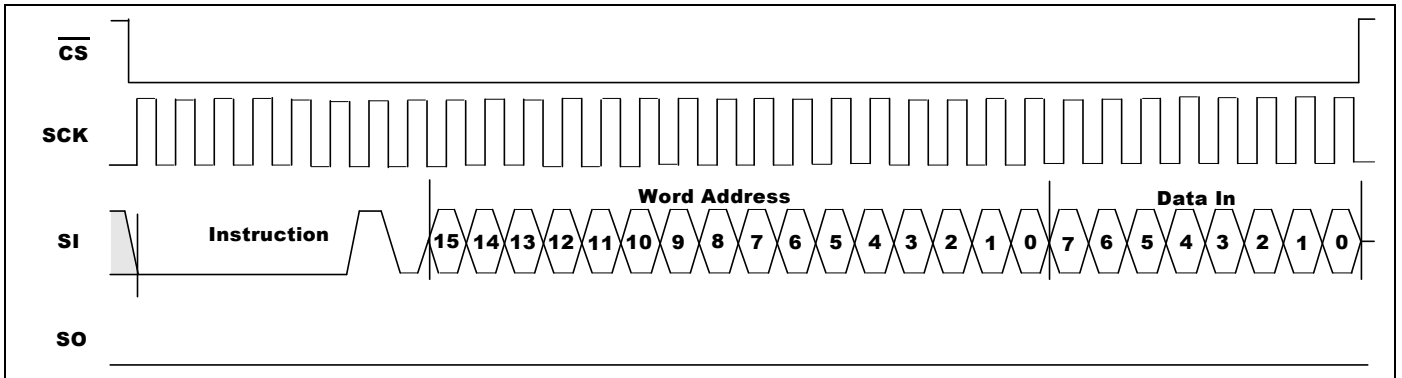 CS
SCK
Word Address
Data In
SI
Instruction
15 14 13 12 11 10 9 8 7 6 5 4 3 2 1 0 7 6 5 4 3 2 1 0
SO